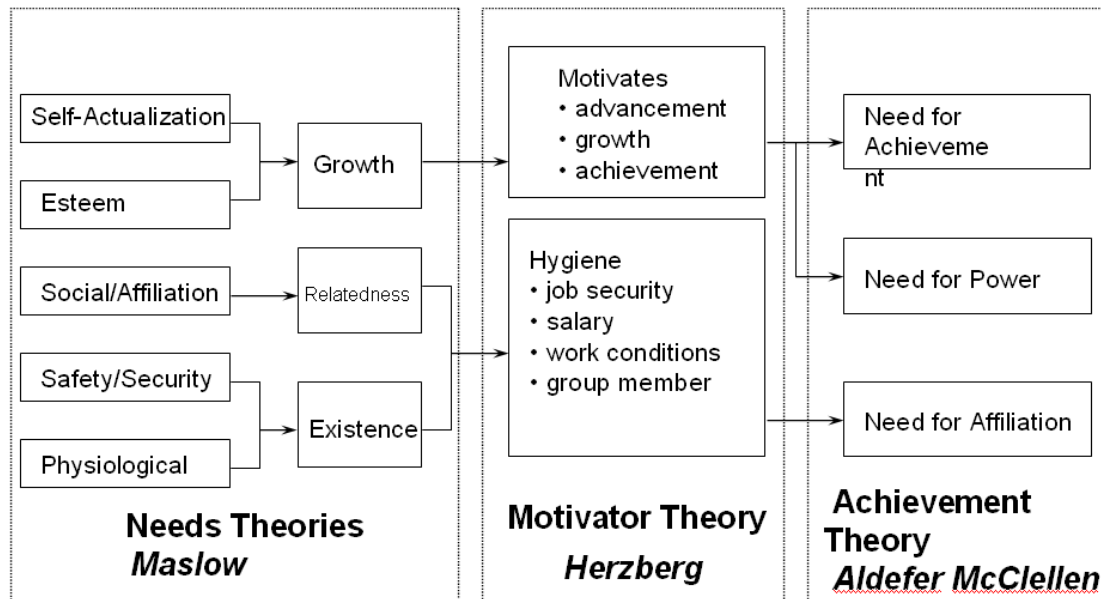 Self-Actualization
Esteem
Social/Affiliation
Safety/Security
Physiological
Growth
Relatedness
Existence
Needs Theories
Maslow
Motivates
• advancement
• growth
• achievement
Hygiene
• job security
• salary
• work conditions
• group member
Motivator Theory
Herzberg
Need for
Achieveme
nt
Need for Power
Need for Affiliation
Achievement
Theory
Aldefer McClellen